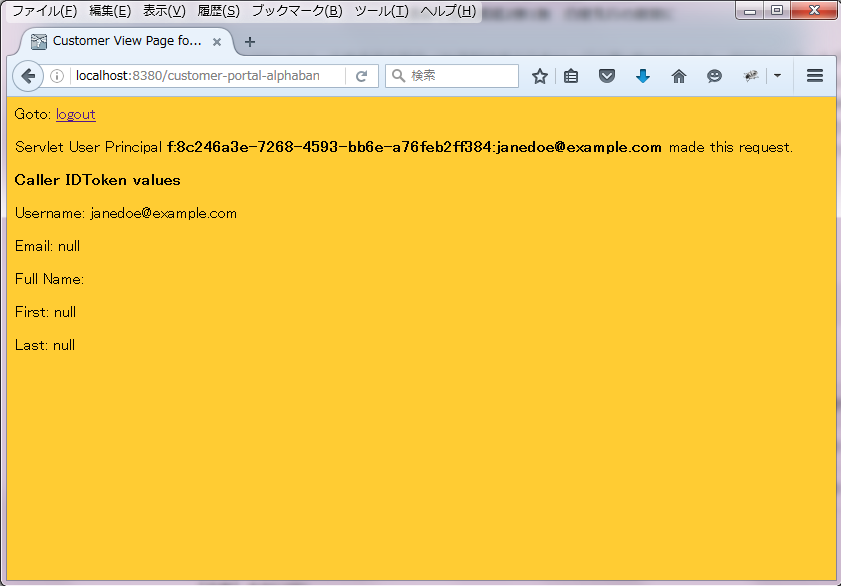 ファイル(F) 編集(E) 表示(V) 履歴(S) ブックマーク(B) ツール(T) ヘルプ(H)
Customer View Page fo...
localhost:8380/customer-portal-alphaban
検索
Goto: logout
Servlet User Principal f:8c246a3e-7268-4593-bb6e-a76feb2ff384:janedoe@example.com made this request.
Caller IDToken values
Username: janedoe@example.com
Email: null
Full Name:
First: null
Last: null